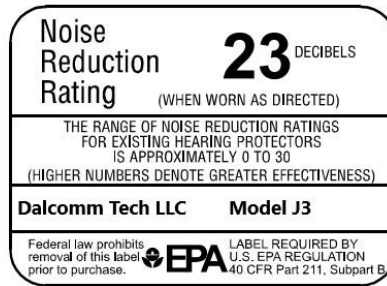 Noise
Reduction
Rating
23 DECIBELS
(WHEN WORN AS DIRECTED)
THE RANGE OF NOISE REDUCTION RATINGS
FOR EXISTING HEARING PROTECTORS
IS APPROXIMATELY 0 TO 30
(HIGHER NUMBERS DENOTE GREATER EFFECTIVENESS)
Dalcomm Tech LLC Model J3
Federal law prohibits
removal of this label
prior to purchase.
EPA
LABEL REQUIRED BY
U.S. EPA REGULATION
40 CFR Part 211, Subpart B